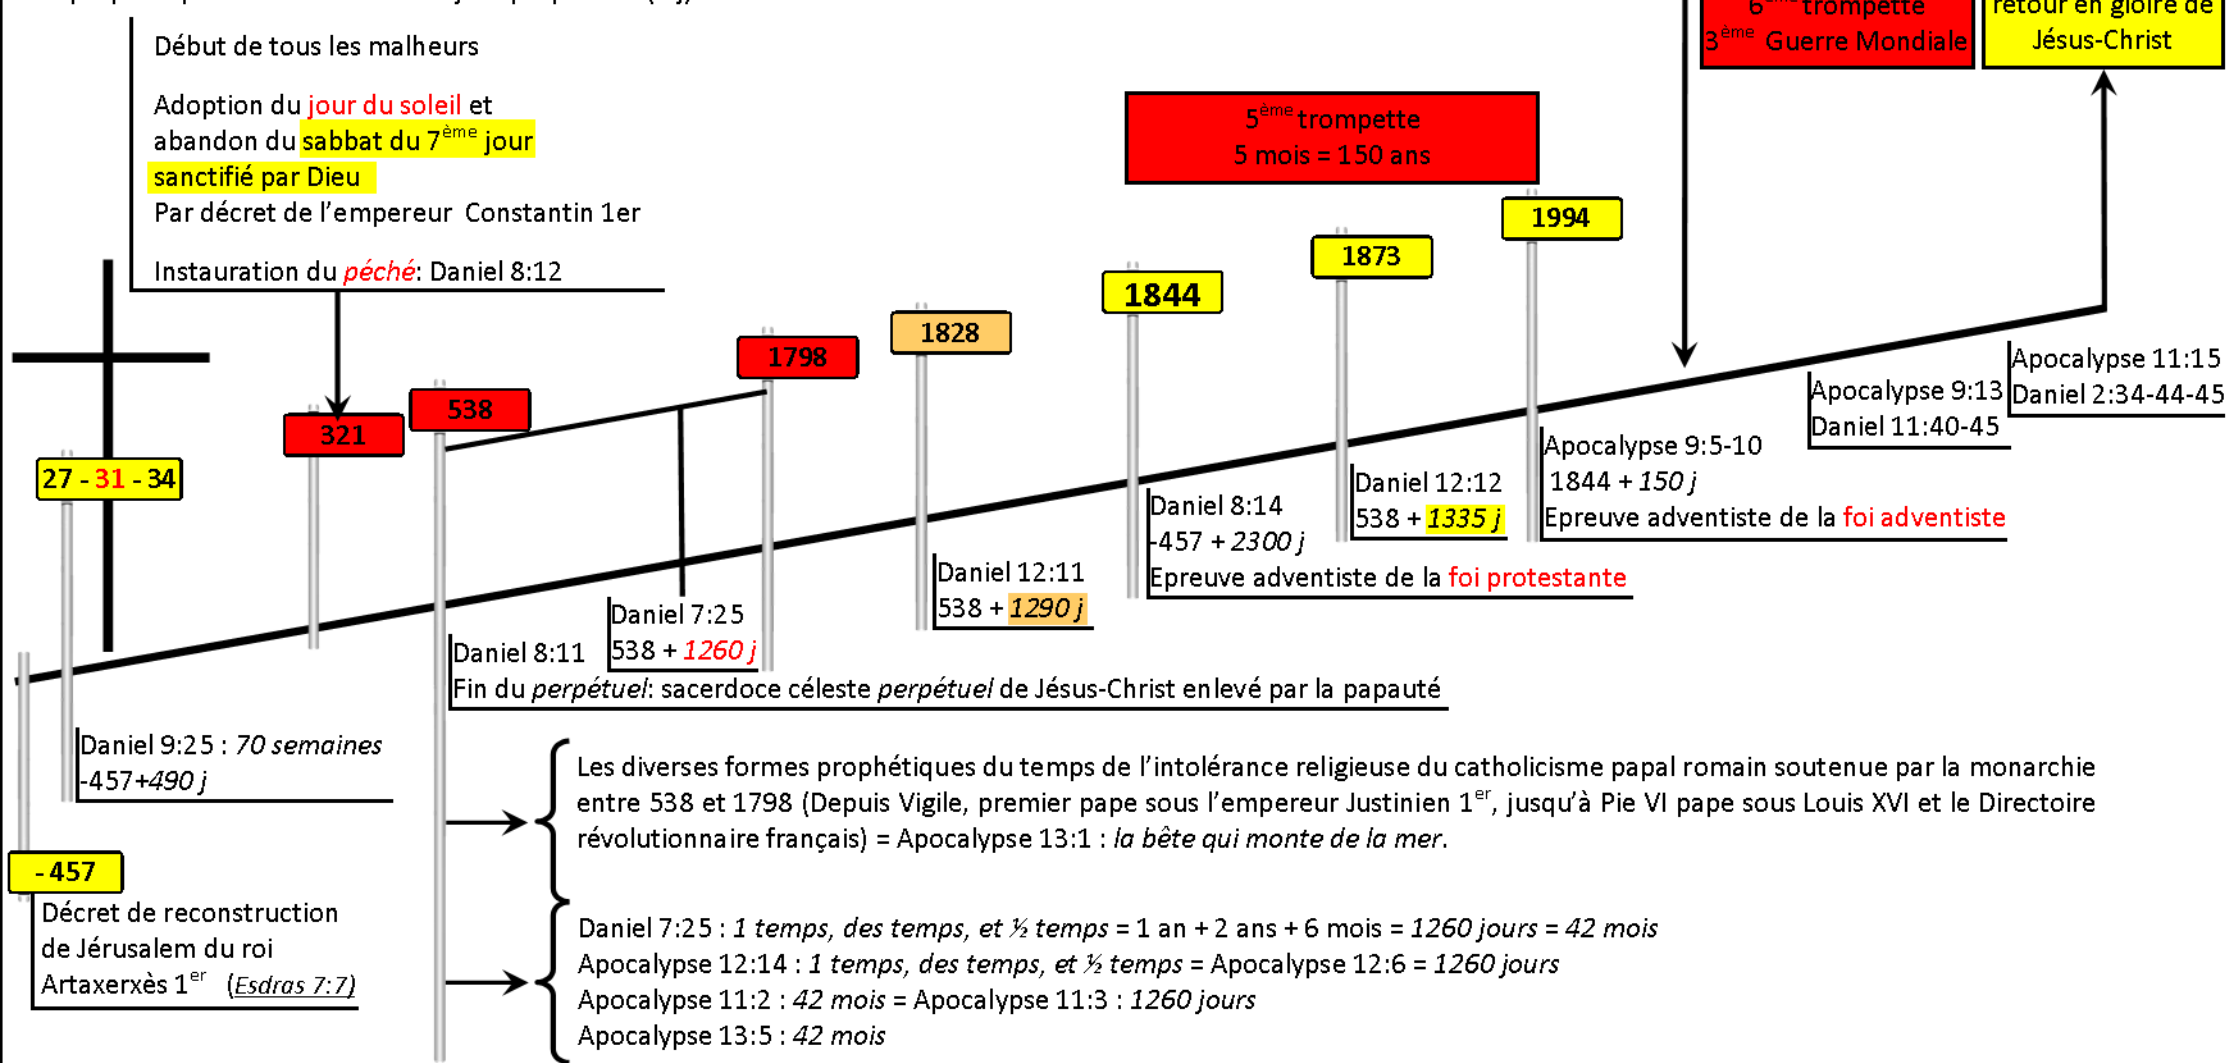 6ème trompette
3ème Guerre Mondiale
retour en gloire de
Jésus-Christ
Début de tous les malheurs
Adoption du jour du soleil et
abandon du sabbat du 7ème jour
sanctifié par Dieu
Par décret de l'empereur Constantin 1er
Instauration du péché: Daniel 8:12
5ème trompette
5 mois = 150 ans
1994
1873
1844
1828
1798
538
321
27 - 31 - 34
Apocalypse 11:15
Daniel 2:34-44-45
Apocalypse 9:13
Daniel 11:40-45
Apocalypse 9:5-10
1844 + 150 j
Epreuve adventiste de la foi adventiste
Daniel 12:12
538 + 1335 j
Daniel 8:14
-457 + 2300 j
Epreuve adventiste de la foi protestante
Daniel 12:11
538 + 1290 j
Daniel 7:25
538 + 1260 j
Daniel 8:11
Fin du perpétuel: sacerdoce céleste perpétuel de Jésus-Christ enlevé par la papauté
Daniel 9:25 : 70 semaines
-457+490 j
Les diverses formes prophétiques du temps de l'intolérance religieuse du catholicisme papal romain soutenue par la monarchie
entre 538 et 1798 (Depuis Vigile, premier pape sous l'empereur Justinien 1er, jusqu'à Pie VI pape sous Louis XVI et le Directoire
révolutionnaire français) = Apocalypse 13:1 : la bête qui monte de la mer.
- 457
Décret de reconstruction
de Jérusalem du roi
Artaxerxès 1er (Esdras 7:7)
Daniel 7:25 : 1 temps, des temps, et ½ temps = 1 an + 2 ans + 6 mois = 1260 jours = 42 mois
Apocalypse 12:14 : 1 temps, des temps, et ½ temps = Apocalypse 12:6 = 1260 jours
Apocalypse 11:2 : 42 mois = Apocalypse 11:3 : 1260 jours
Apocalypse 13:5 : 42 mois